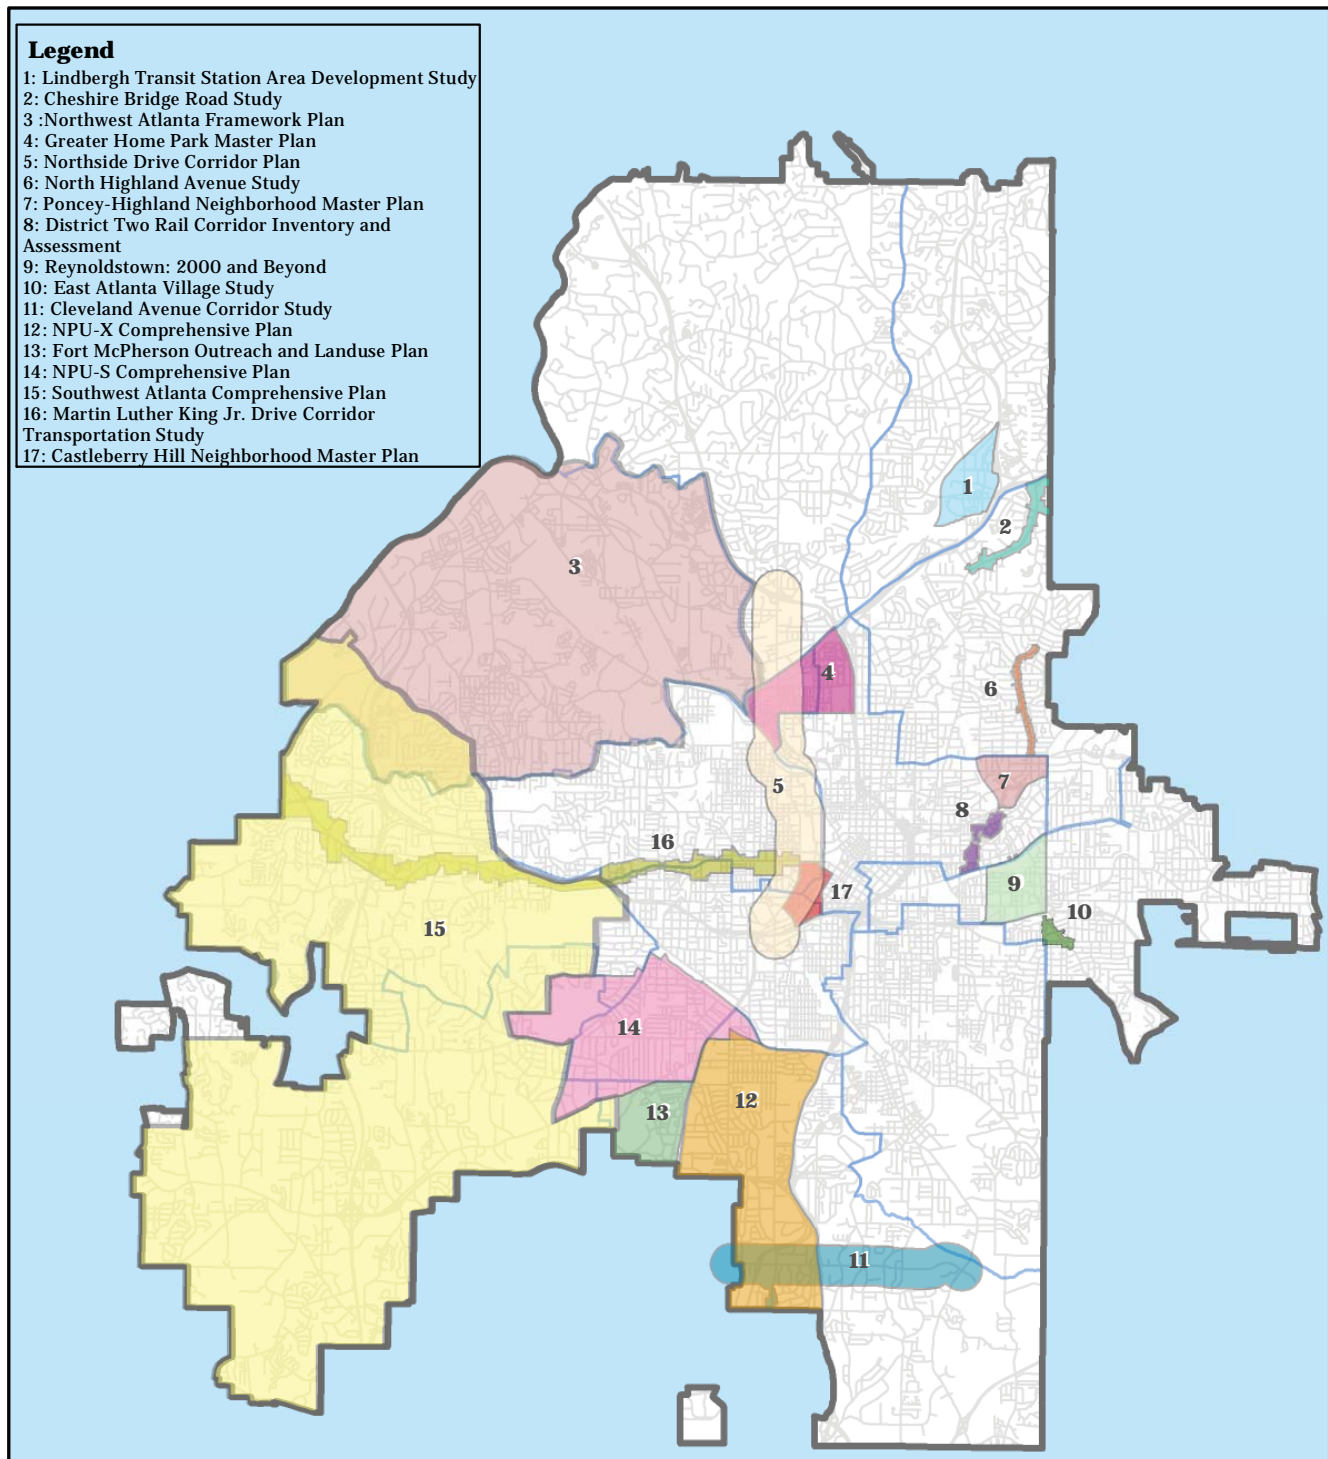 Legend
1: Lindbergh Transit Station Area Development Study
2: Cheshire Bridge Road Study
3 :Northwest Atlanta Framework Plan
4: Greater Home Park Master Plan
5: Northside Drive Corridor Plan
6: North Highland Avenue Study
7: Poncey-Highland Neighborhood Master Plan
8: District Two Rail Corridor Inventory and
Assessment
9: Reynoldstown: 2000 and Beyond
10: East Atlanta Village Study
11: Cleveland Avenue Corridor Study
12: NPU-X Comprehensive Plan
13: Fort McPherson Outreach and Landuse Plan
14: NPU-S Comprehensive Plan
15: Southwest Atlanta Comprehensive Plan
16: Martin Luther King Jr. Drive Corridor
Transportation Study
17: Castleberry Hill Neighborhood Master Plan
1
2
3
4
6
5
7
8
16
9
17
10
15
14
12
13
11